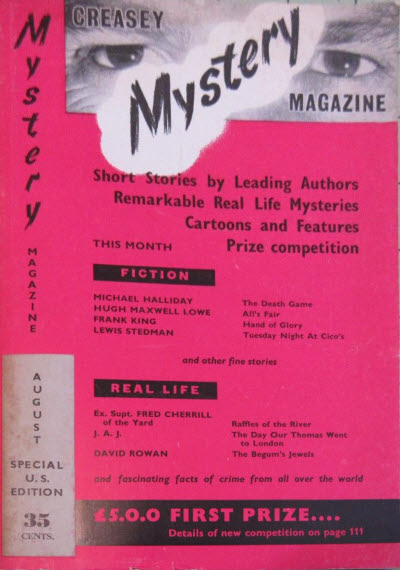 CREASEY
Mystery
MAGAZINE
Short Stories by Leading Authors
Remarkable Real Life Mysteries
Cartoons and Features
THIS MONTH Prize competition
FICTION
MICHAEL HALLIDAY The Death Game
HUGH MAXWELL LOWE All's Fair
FRANK KING Hand of Glory
LEWIS STEDMAN Tuesday Night At Cico's
and other fine stories
REAL LIFE
Ex. Supt. FRED CHERRILL
of the Yard Raffles of the River
J. A. J. The Day Our Thomas Went
to London
DAVID ROWAN The Begum's Jewels
and fascinating facts of crime from all over the world
£5.0.0 FIRST PRIZE....
Details of new competition on page 111
Mystery
MAGAZINE
AUGUST
SPECIAL
U.S.
EDITION
35
CENTS.